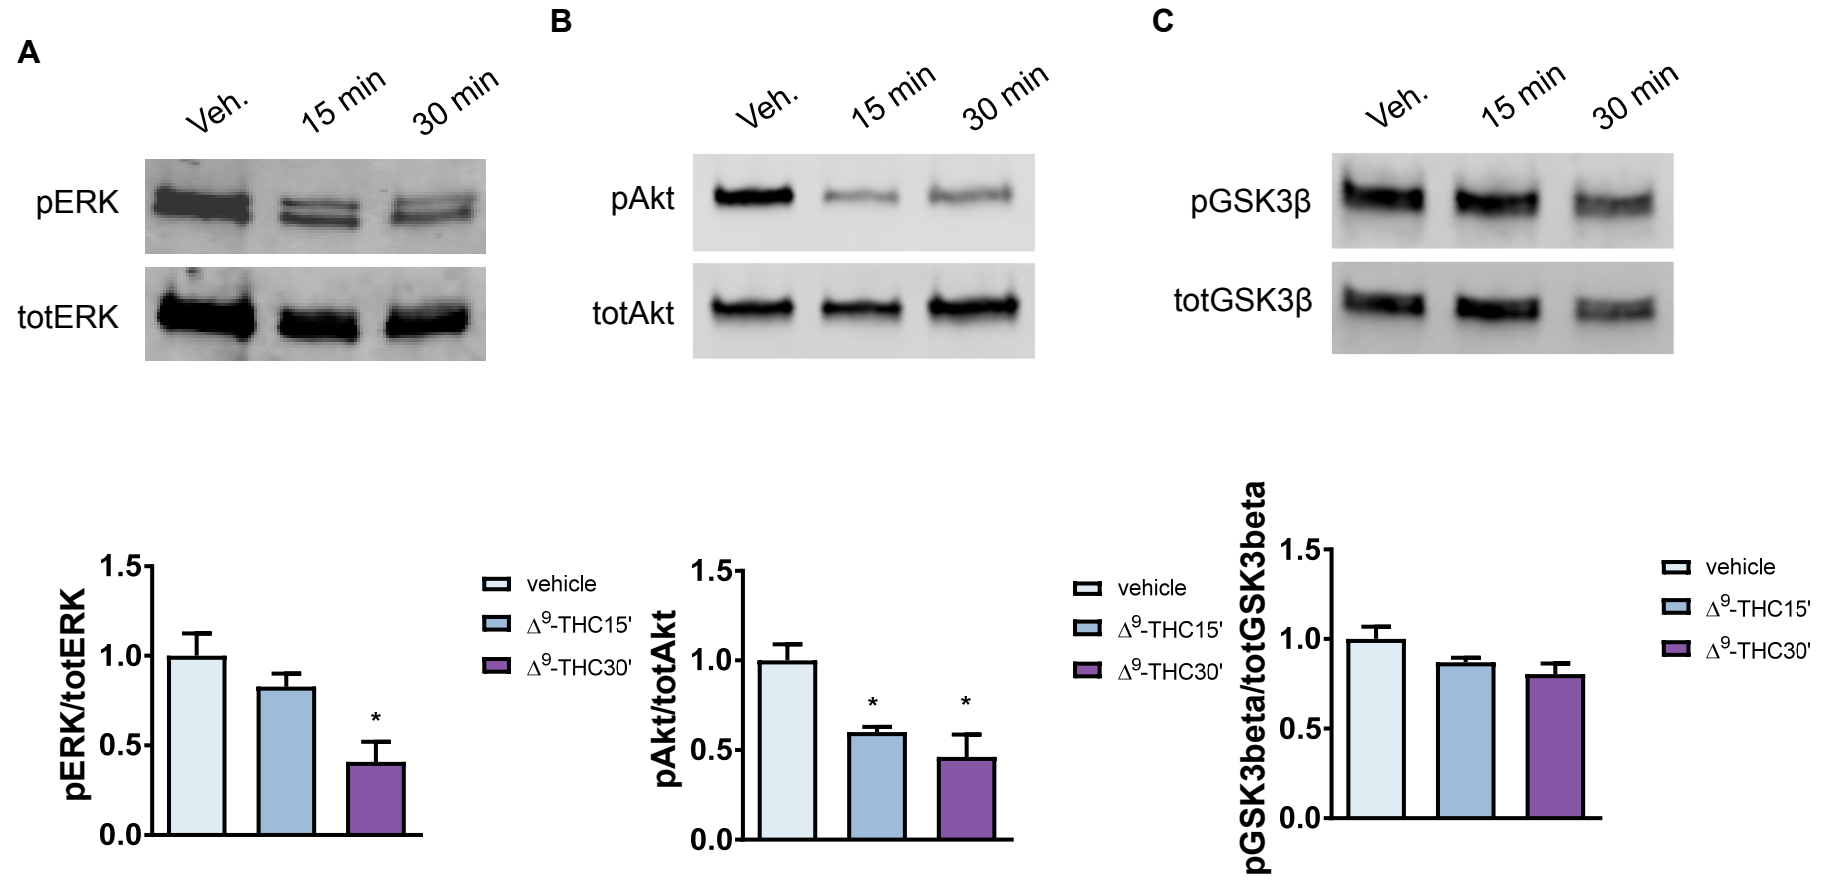 A
Veh.
15 min
30 min
pERK
totERK
1.5
1.0
0.5
0.0
pERK/totERK
*
vehicle
Δ⁹-THC15'
Δ⁹-THC30'
B
Veh.
15 min
30 min
pAkt
totAkt
1.5
1.0
0.5
0.0
pAkt/totAkt
*
*
vehicle
Δ⁹-THC15'
Δ⁹-THC30'
C
Veh.
15 min
30 min
pGSK3β
totGSK3β
1.5
1.0
0.5
0.0
pGSK3beta/totGSK3beta
vehicle
Δ⁹-THC15'
Δ⁹-THC30'